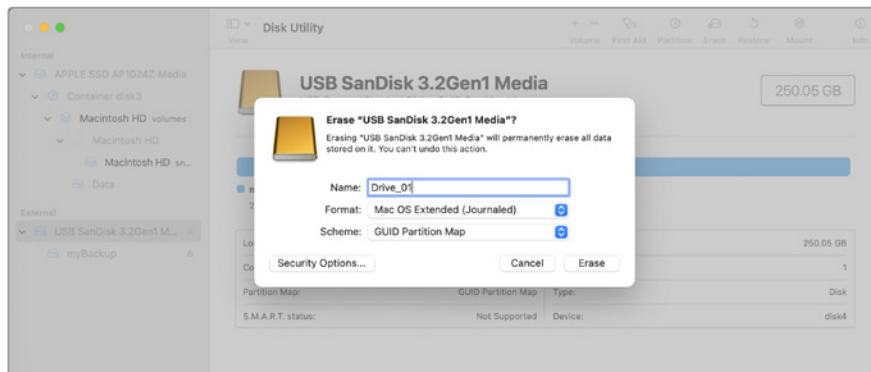 Disk Utility
View
Volume First Aid Partition Erase Restore Mount Info
Internal
APPLE SSD AP1024Z Media
Container disk3
Macintosh HD volumes
Macintosh HD
Macintosh HD sn...
Data
External
USB SanDisk 3.2Gen1 M...
myBackup
USB SanDisk 3.2Gen1 Media
250.05 GB
Erase "USB SanDisk 3.2Gen1 Media"?
Erasing "USB SanDisk 3.2Gen1 Media" will permanently erase all data
stored on it. You can't undo this action.
Name: Drive_01
Format: Mac OS Extended (Journaled)
Scheme: GUID Partition Map
Security Options... Cancel Erase
250.05 GB
1
Partition Map: GUID Partition Map Type: Disk
S.M.A.R.T. status: Not Supported Device: disk4